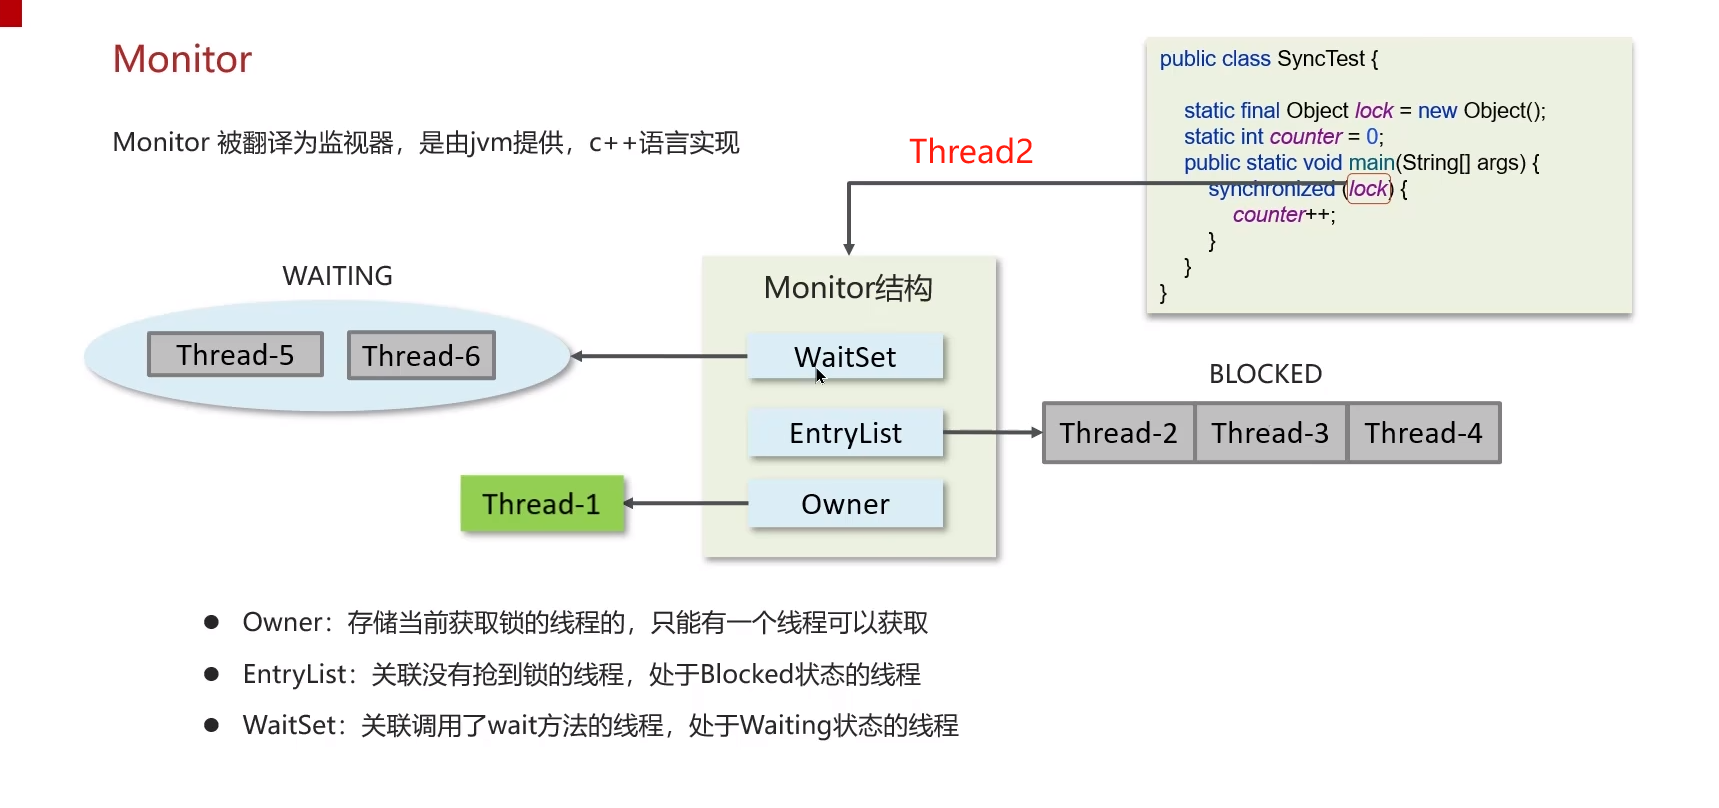 Monitor
Monitor 被翻译为监视器，是由jvm提供，c++语言实现
Thread2
public class SyncTest {
static final Object lock = new Object();
static int counter = 0;
public static void main(String[] args) {
synchronized (lock) {
counter++;
}
}
}
WAITING
Thread-5
Thread-6
Monitor结构
WaitSet
EntryList
Owner
BLOCKED
Thread-2
Thread-3
Thread-4
Thread-1
● Owner：存储当前获取锁的线程的，只能有一个线程可以获取
● EntryList：关联没有抢到锁的线程，处于Blocked状态的线程
● WaitSet：关联调用了wait方法的线程，处于Waiting状态的线程